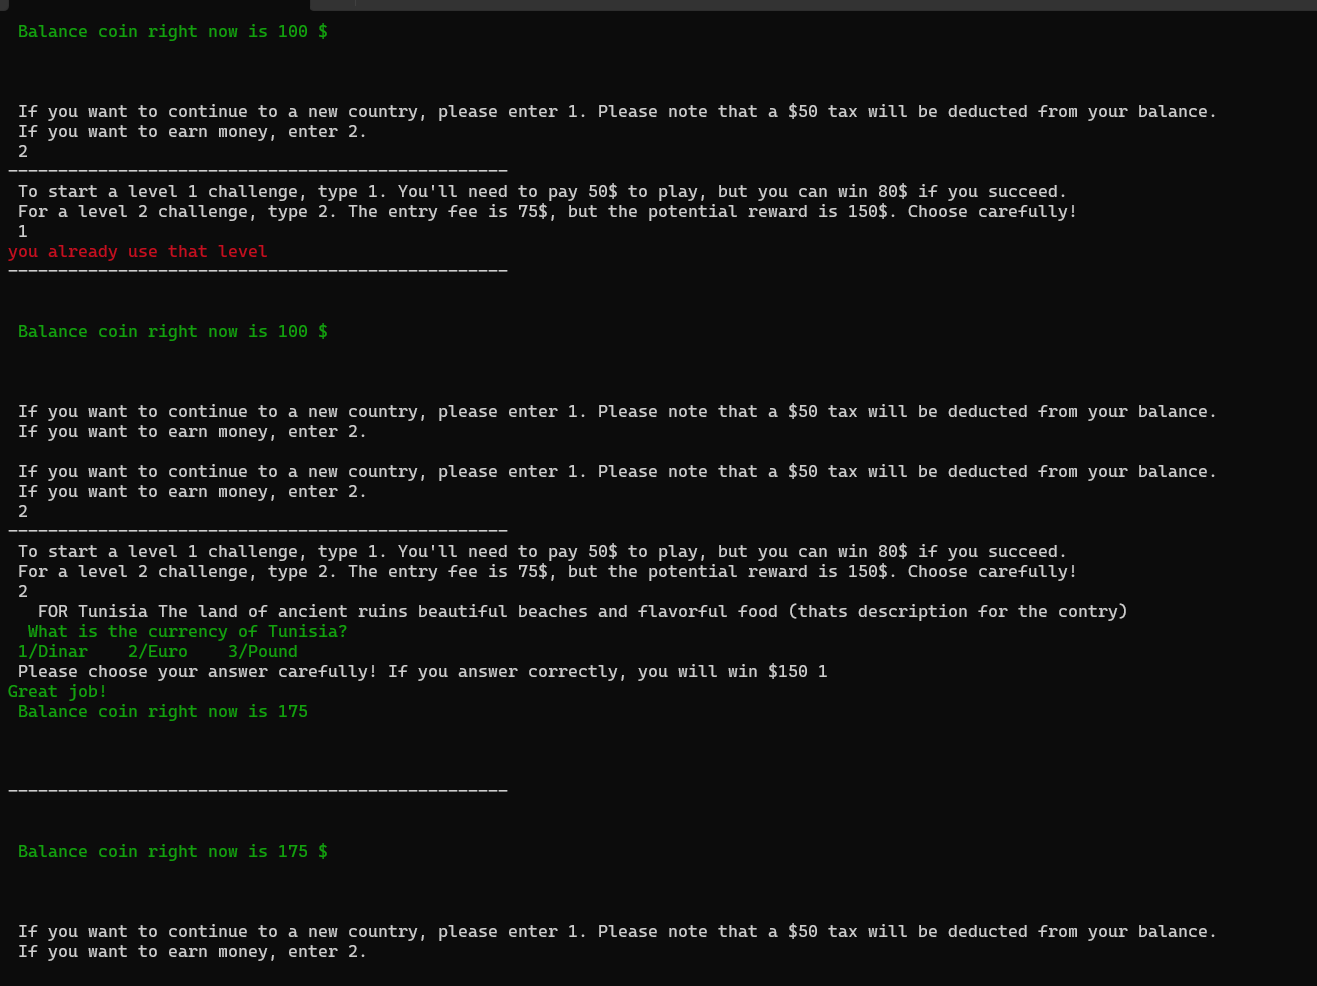 Balance coin right now is 100 $
If you want to continue to a new country, please enter 1. Please note that a $50 tax will be deducted from your balance.
If you want to earn money, enter 2.
2
--------------------------------------------------
To start a level 1 challenge, type 1. You'll need to pay 50$ to play, but you can win 80$ if you succeed.
For a level 2 challenge, type 2. The entry fee is 75$, but the potential reward is 150$. Choose carefully!
1
you already use that level
--------------------------------------------------
Balance coin right now is 100 $
If you want to continue to a new country, please enter 1. Please note that a $50 tax will be deducted from your balance.
If you want to earn money, enter 2.
If you want to continue to a new country, please enter 1. Please note that a $50 tax will be deducted from your balance.
If you want to earn money, enter 2.
2
--------------------------------------------------
To start a level 1 challenge, type 1. You'll need to pay 50$ to play, but you can win 80$ if you succeed.
For a level 2 challenge, type 2. The entry fee is 75$, but the potential reward is 150$. Choose carefully!
2
FOR Tunisia The land of ancient ruins beautiful beaches and flavorful food (thats description for the contry)
What is the currency of Tunisia?
1/Dinar    2/Euro    3/Pound
Please choose your answer carefully! If you answer correctly, you will win $150 1
Great job!
Balance coin right now is 175
--------------------------------------------------
Balance coin right now is 175 $
If you want to continue to a new country, please enter 1. Please note that a $50 tax will be deducted from your balance.
If you want to earn money, enter 2.